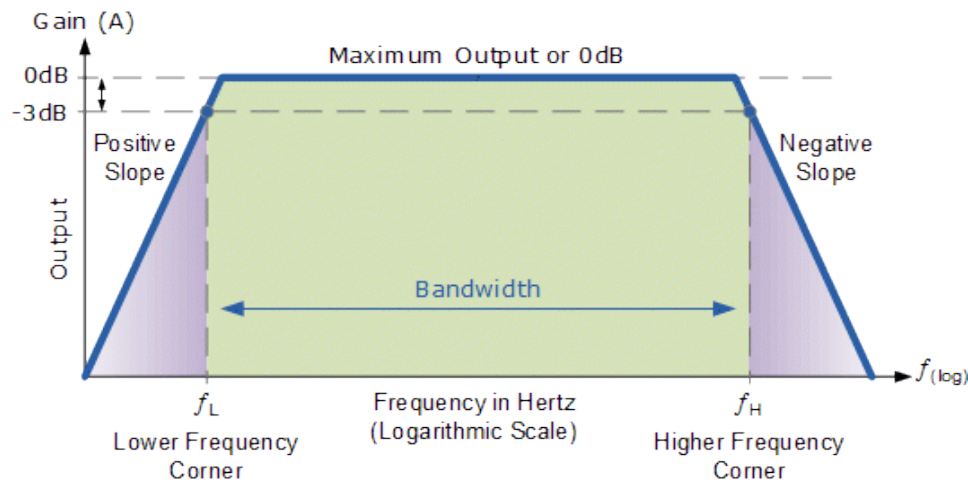 Gain (A)
Maximum Output or 0dB
0dB
-3dB
Positive
Slope
Negative
Slope
Output
Bandwidth
f(log)
fL
Frequency in Hertz
(Logarithmic Scale)
fH
Lower Frequency
Corner
Higher Frequency
Corner